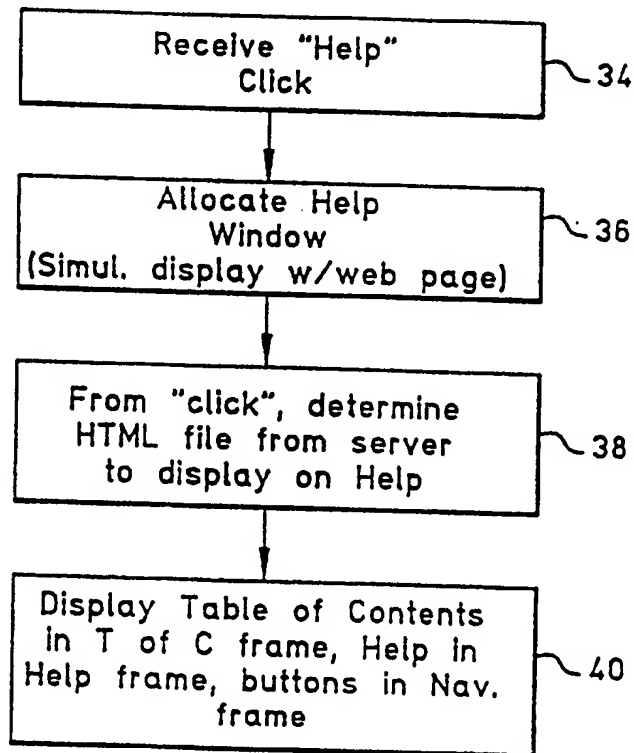 Receive "Help"
Click
34
Allocate Help
Window
(Simul. display w/web page)
36
From "click", determine
HTML file from server
to display on Help
38
Display Table of Contents
in T of C frame, Help in
Help frame, buttons in Nav.
frame
40